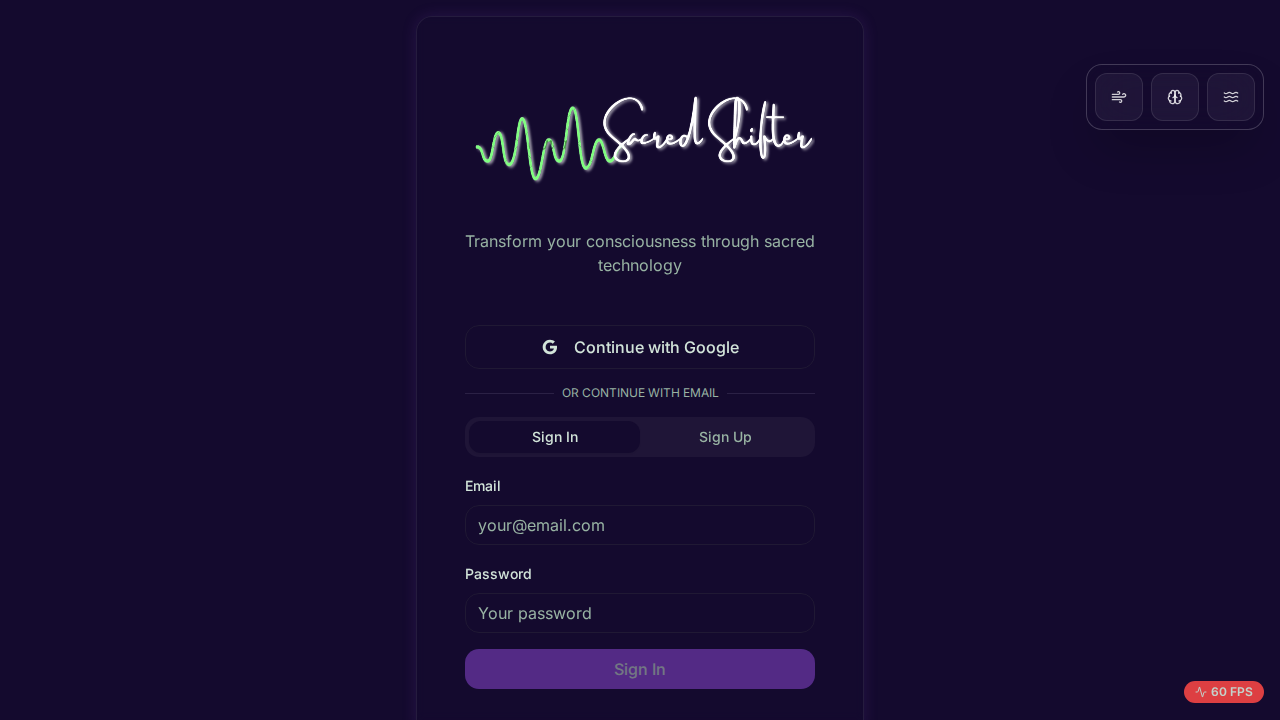 Sacred Shifter
Transform your consciousness through sacred
technology
Continue with Google
OR CONTINUE WITH EMAIL
Sign In
Sign Up
Email
your@email.com
Password
Your password
Sign In
60 FPS